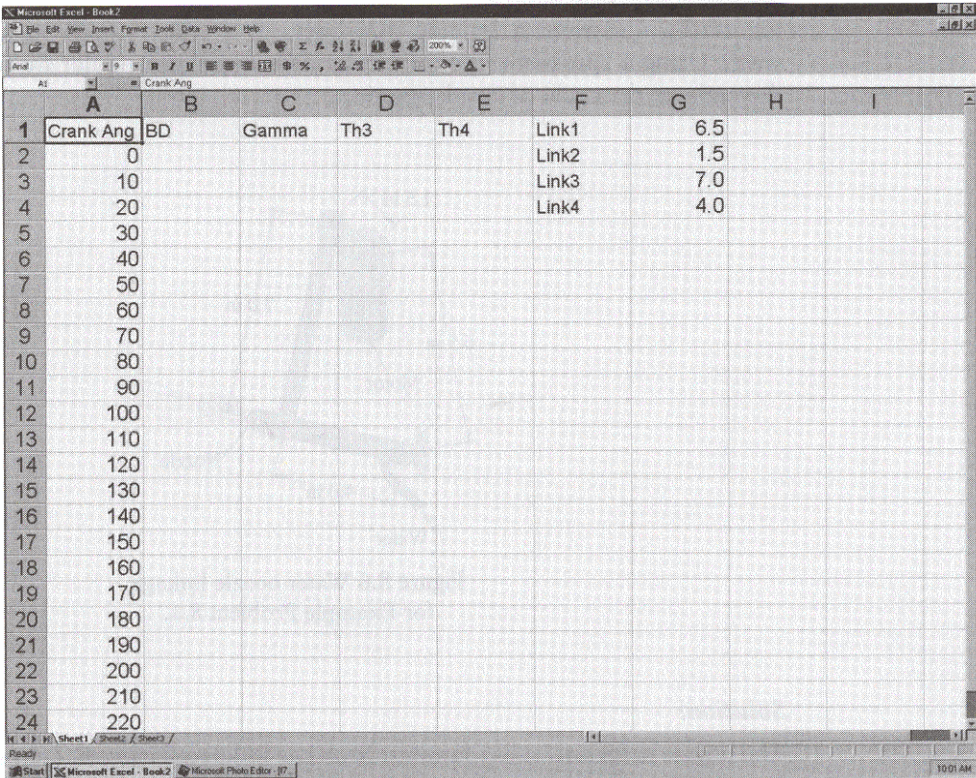 Microsoft Excel - Book2
File Edit View Insert Format Tools Data Window Help
200%
Arial 9 B I U $ % ,
A1 = Crank Ang
A B C D E F G H I
1 Crank Ang BD Gamma Th3 Th4 Link1 6.5
2 0 Link2 1.5
3 10 Link3 7.0
4 20 Link4 4.0
5 30
6 40
7 50
8 60
9 70
10 80
11 90
12 100
13 110
14 120
15 130
16 140
17 150
18 160
19 170
20 180
21 190
22 200
23 210
24 220
Sheet1 Sheet2 Sheet3
Ready
Start Microsoft Excel - Book2 Microsoft Photo Editor 10:01 AM